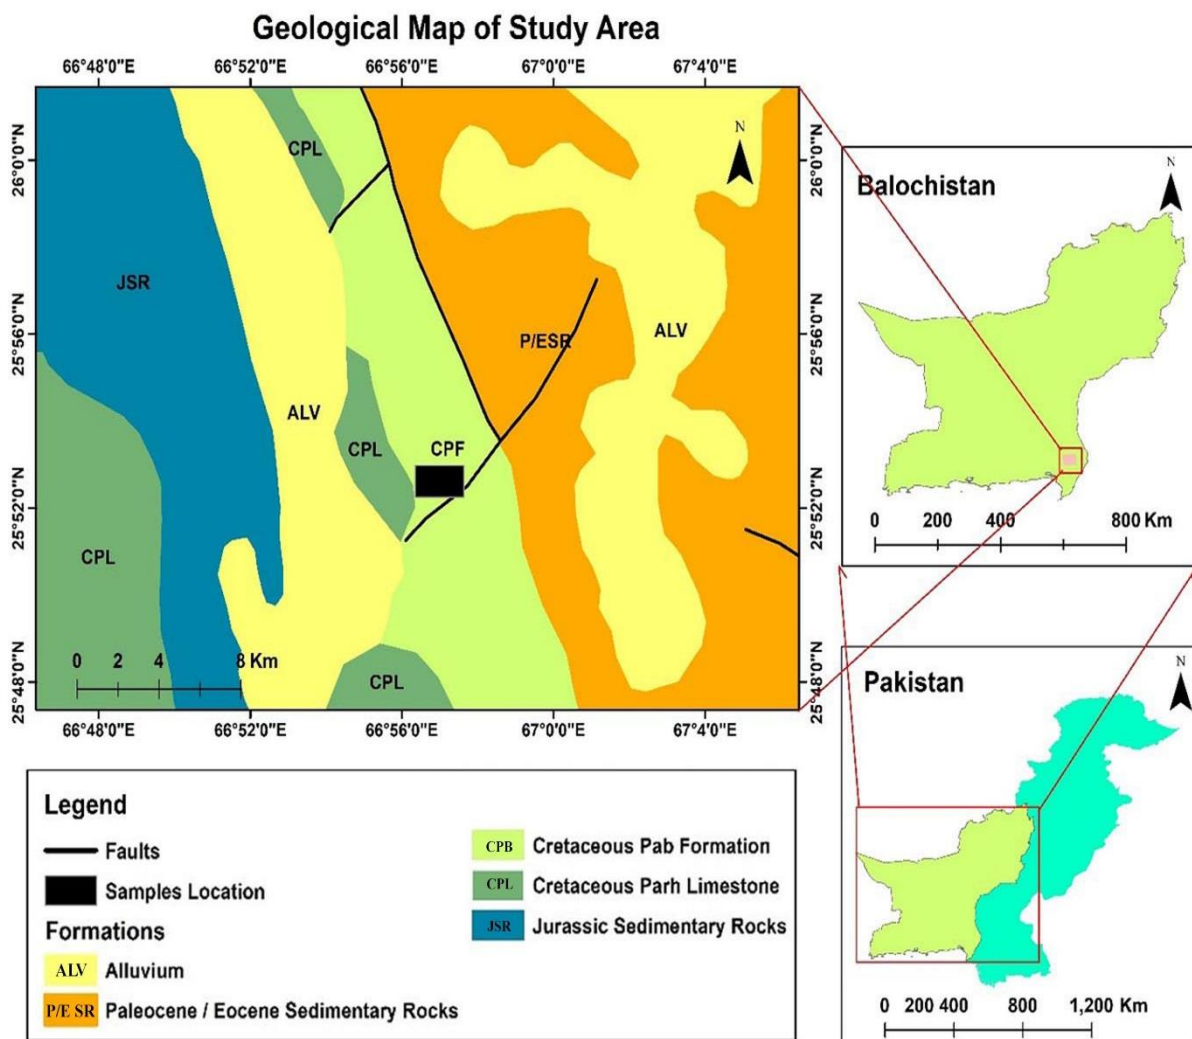 Geological Map of Study Area
66°48'0"E 66°52'0"E 66°56'0"E 67°0'0"E 67°4'0"E
26°0'0"N
25°56'0"N
25°52'0"N
25°48'0"N
26°0'0"N
25°56'0"N
25°52'0"N
25°48'0"N
N
CPL
JSR
P/ESR
ALV
ALV
CPL
CPF
CPL
CPL
0 2 4 8 Km
66°48'0"E 66°52'0"E 66°56'0"E 67°0'0"E 67°4'0"E
Balochistan
N
0 200 400 800 Km
Pakistan
N
0 200 400 800 1,200 Km
Legend
Faults
Samples Location
Formations
ALV Alluvium
P/E SR Paleocene / Eocene Sedimentary Rocks
CPB Cretaceous Pab Formation
CPL Cretaceous Parh Limestone
JSR Jurassic Sedimentary Rocks